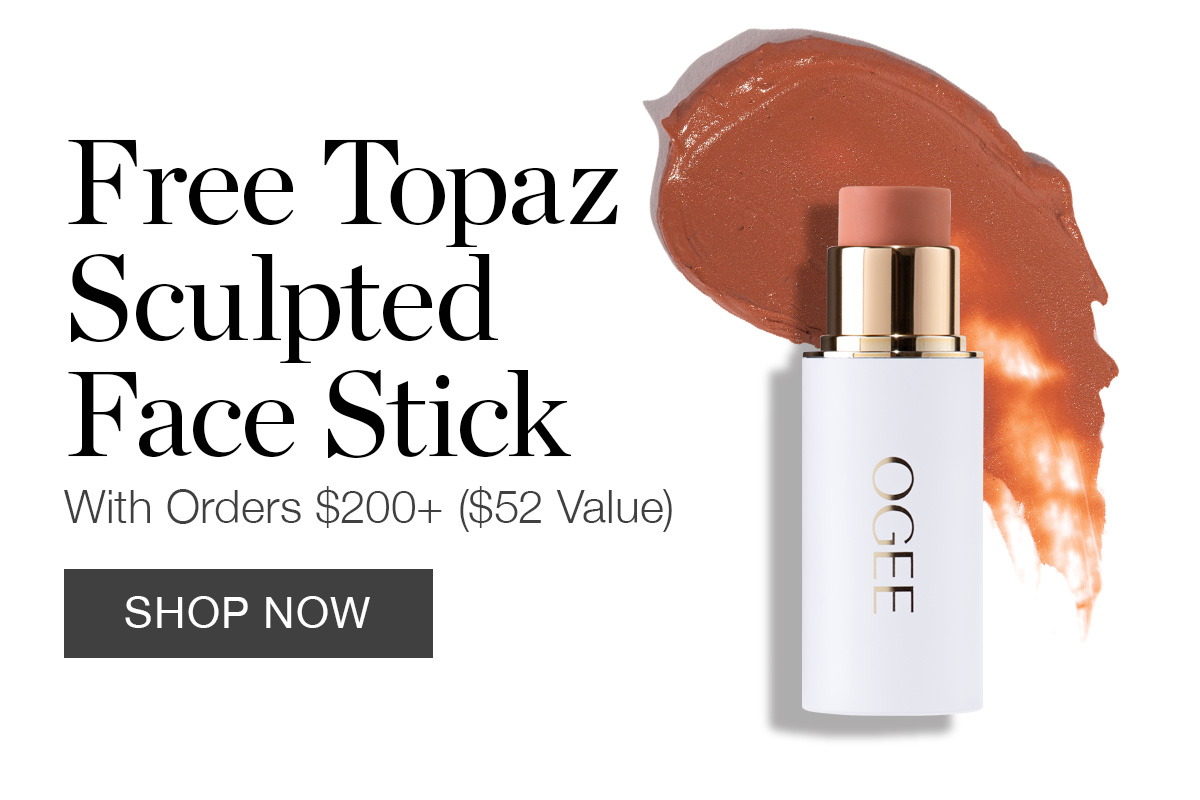 Free Topaz
Sculpted
Face Stick
With Orders $200+ ($52 Value)
SHOP NOW
OGEE